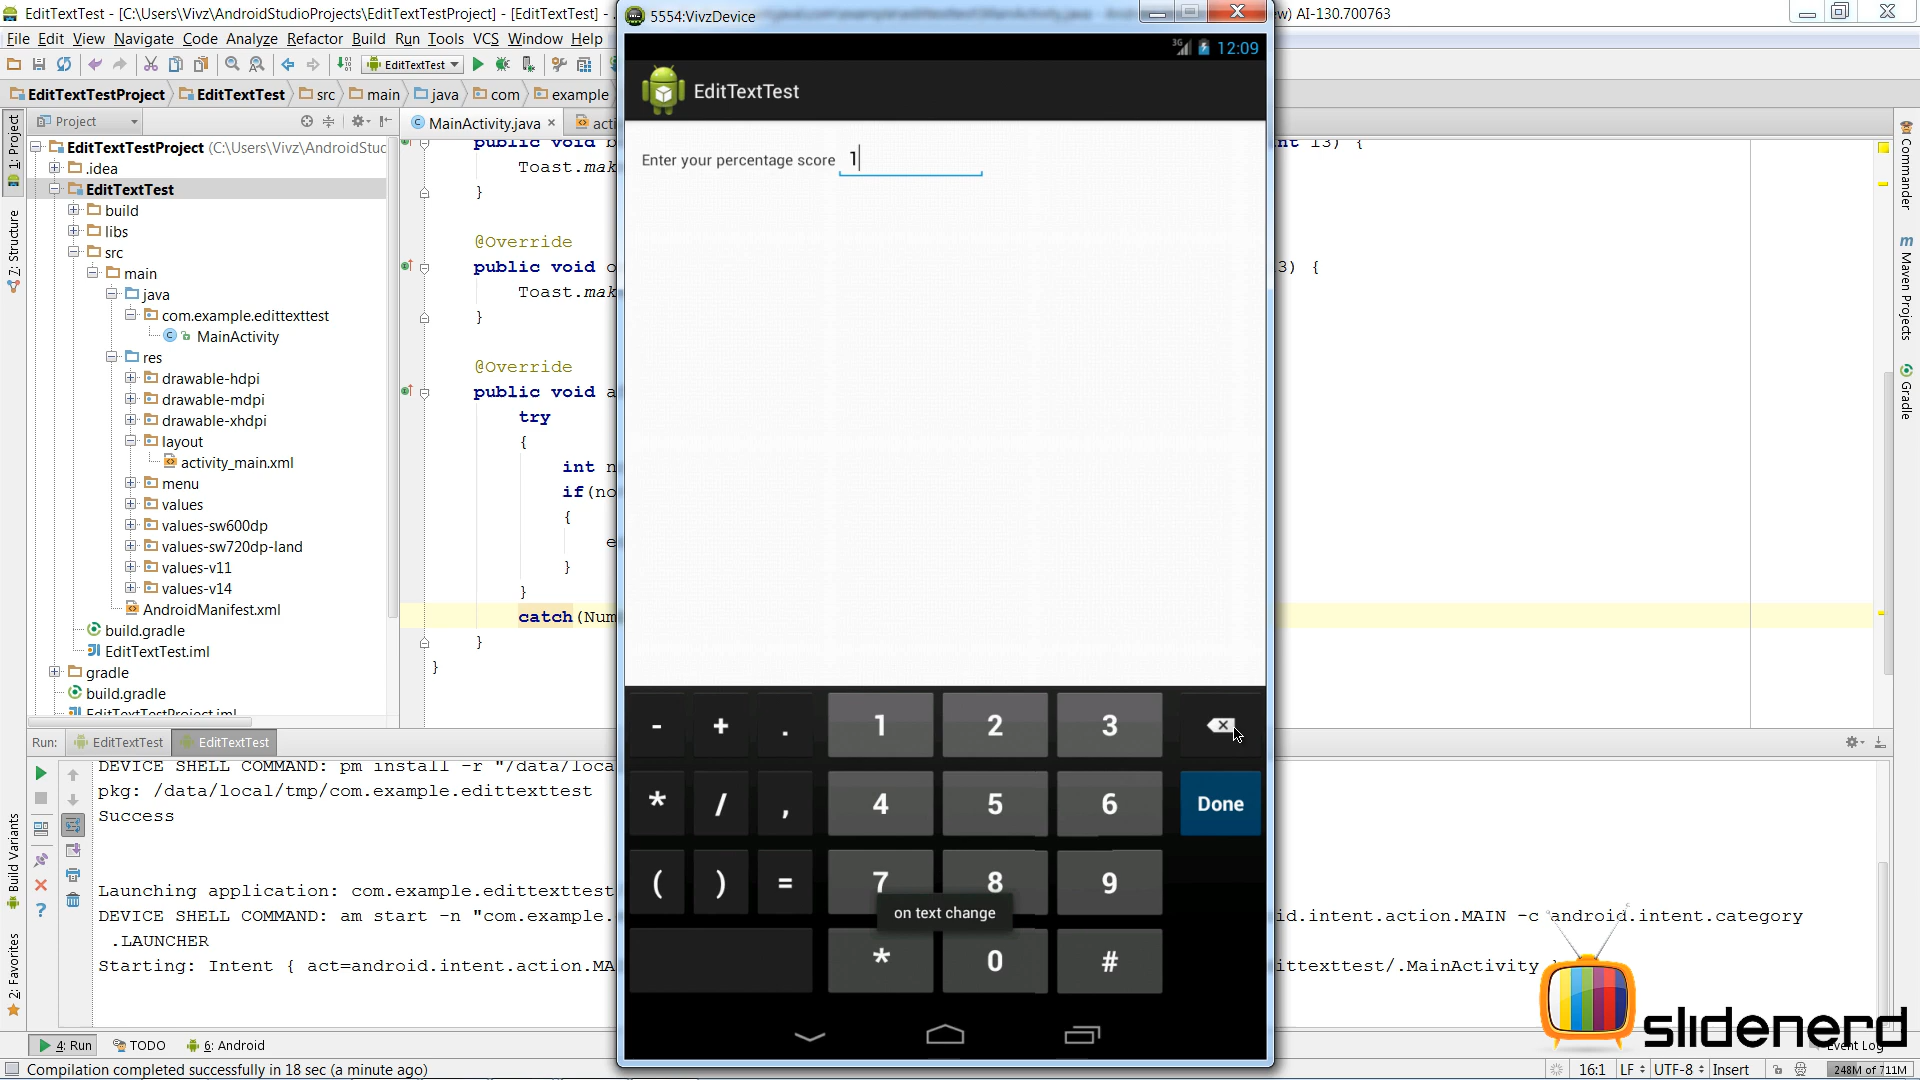 EditTextTest - [C:\Users\Vivz\AndroidStudioProjects\EditTextTestProject] - [EditTextTest] - .
5554:VivzDevice
w) AI-130.700763
File Edit View Navigate Code Analyze Refactor Build Run Tools VCS Window Help
EditTextTest
EditTextTestProject EditTextTest src main java com example
Project
MainActivity.java
acti
1: Project
7: Structure
Build Variants
2: Favorites
EditTextTestProject (C:\Users\Vivz\AndroidStuc
.idea
EditTextTest
build
libs
src
main
java
com.example.edittexttest
MainActivity
res
drawable-hdpi
drawable-mdpi
drawable-xhdpi
layout
activity_main.xml
menu
values
values-sw600dp
values-sw720dp-land
values-v11
values-v14
AndroidManifest.xml
build.gradle
EditTextTest.iml
gradle
build.gradle
EditTextTestProject.iml
public void b
Toast.mak
}
@Override
public void o
Toast.mak
}
@Override
public void a
try
{
int n
if(no
{
e
}
}
catch(Num
}
}
int i3) {
3) {
3G 12:09
EditTextTest
Enter your percentage score 1
- + . 1 2 3
* / , 4 5 6 Done
( ) = 7 8 9
on text change
* 0 #
Commander
Maven Projects
Gradle
Run: EditTextTest EditTextTest
DEVICE SHELL COMMAND: pm install -r "/data/loca
pkg: /data/local/tmp/com.example.edittexttest
Success
Launching application: com.example.edittexttest
DEVICE SHELL COMMAND: am start -n "com.example. id.intent.action.MAIN -c android.intent.category
.LAUNCHER
Starting: Intent { act=android.intent.action.MA ittexttest/.MainActivity
slidenerd
4: Run TODO 6: Android Event Log
Compilation completed successfully in 18 sec (a minute ago) 16:1 LF UTF-8 Insert 248M of 711M